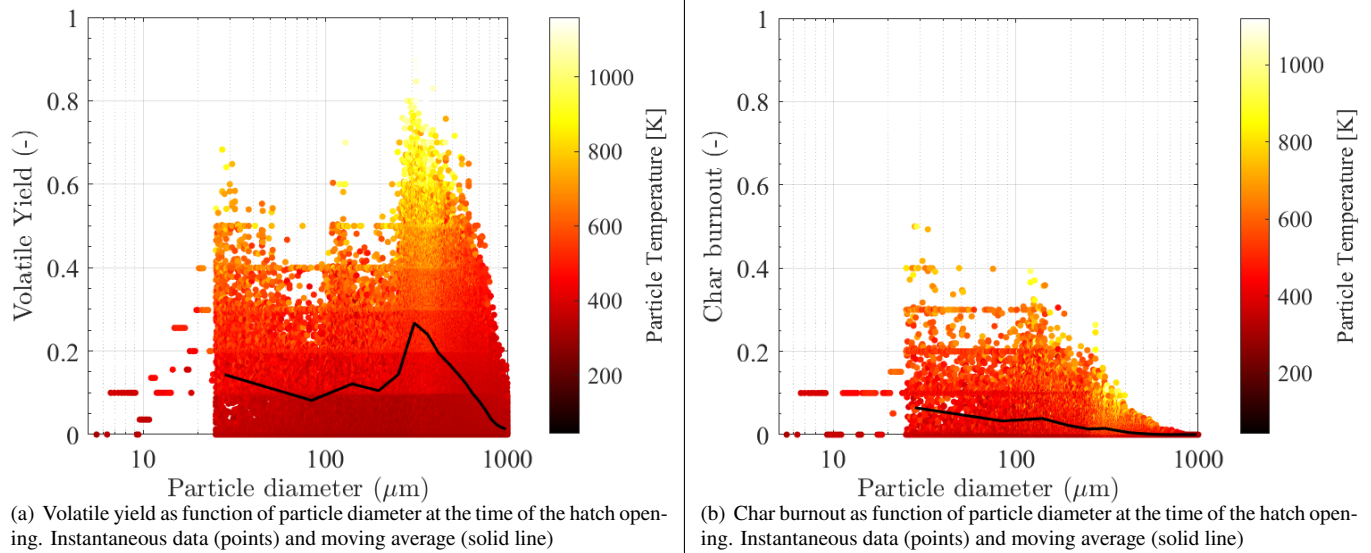 1
0.8
0.6
0.4
0.2
0
10
100
1000
Volatile Yield (-)
Particle diameter (μm)
1000
800
600
400
200
Particle Temperature [K]
(a) Volatile yield as function of particle diameter at the time of the hatch open-
ing. Instantaneous data (points) and moving average (solid line)
1
0.8
0.6
0.4
0.2
0
10
100
1000
Char burnout (-)
Particle diameter (μm)
1000
800
600
400
200
Particle Temperature [K]
(b) Char burnout as function of particle diameter at the time of the hatch open-
ing. Instantaneous data (points) and moving average (solid line)